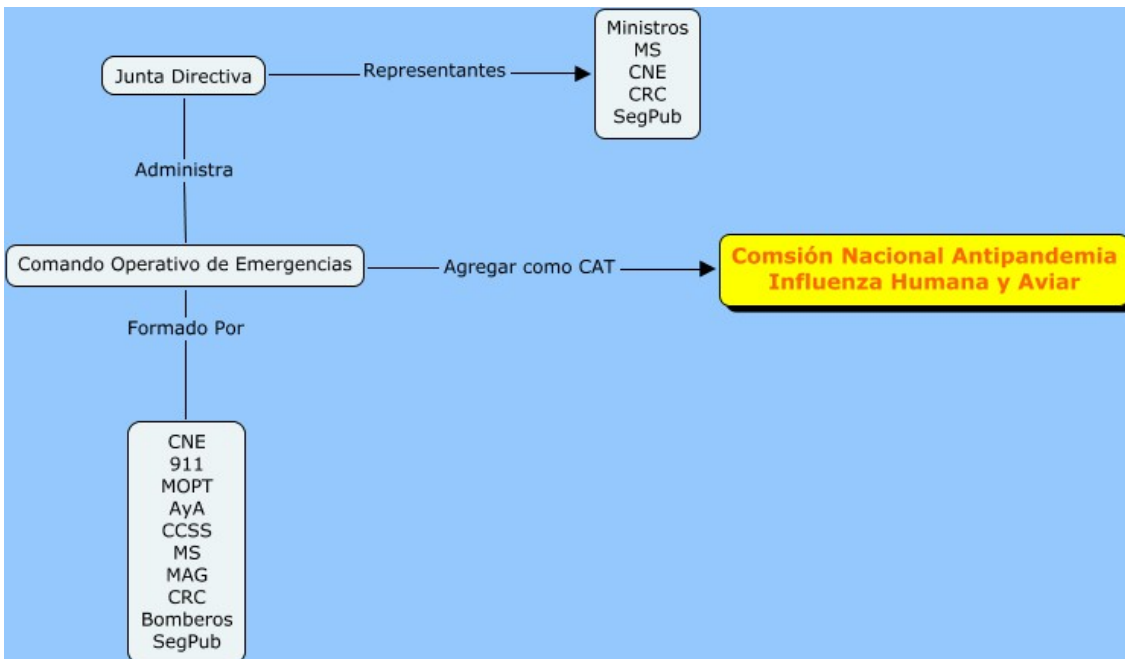 Ministros
MS
CNE
CRC
SegPub
Junta Directiva
Representantes
Administra
Comando Operativo de Emergencias
Agregar como CAT
Comsión Nacional Antipandemia
Influenza Humana y Aviar
Formado Por
CNE
911
MOPT
AyA
CCSS
MS
MAG
CRC
Bomberos
SegPub